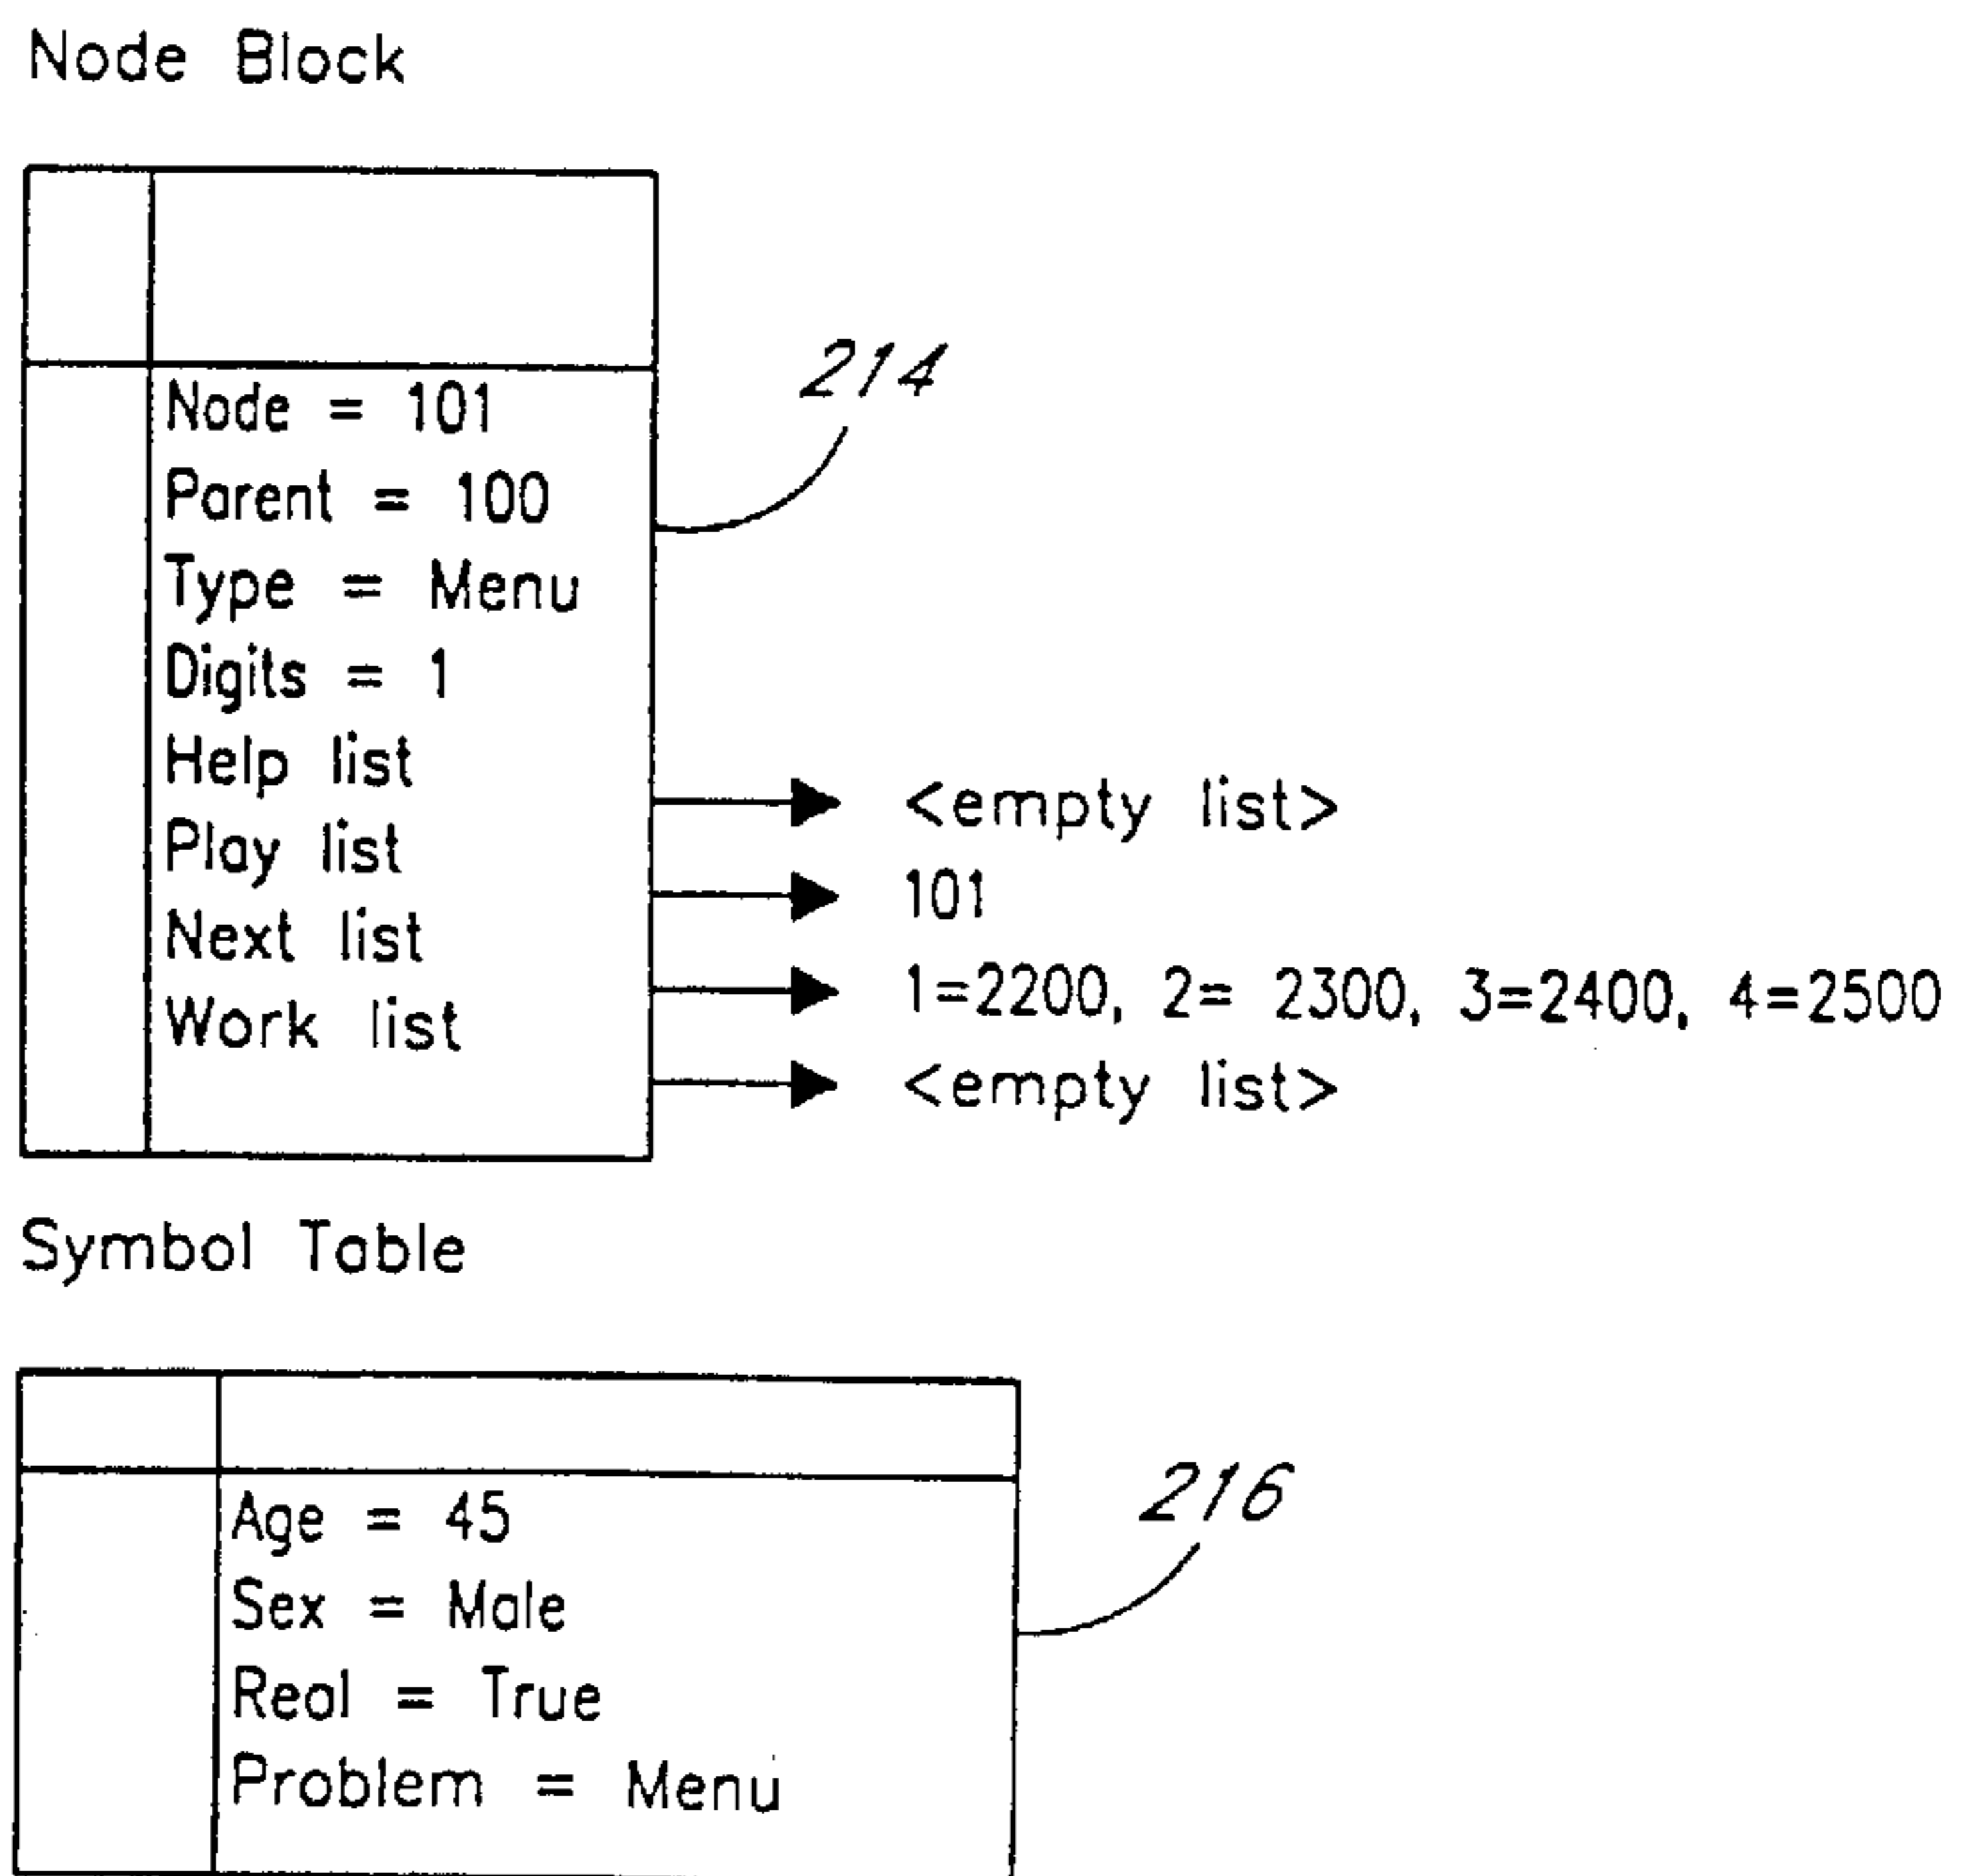 Node Block
214
Node = 101
Parent = 100
Type = Menu
Digits = 1
Help list
<empty list>
Play list
101
Next list
1=2200, 2= 2300, 3=2400, 4=2500
Work list
<empty list>
Symbol Table
216
Age = 45
Sex = Male
Real = True
Problem = Menu